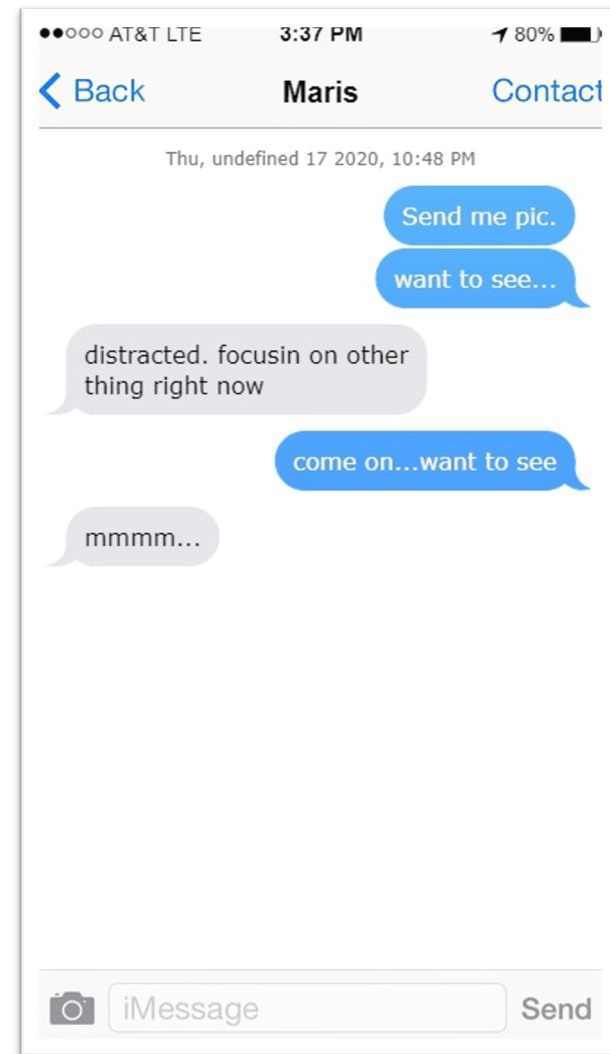 AT&T LTE 3:37 PM 80%
Back Maris Contact
Thu, undefined 17 2020, 10:48 PM
Send me pic.
want to see...
distracted. focusin on other
thing right now
come on...want to see
mmmm...
iMessage Send